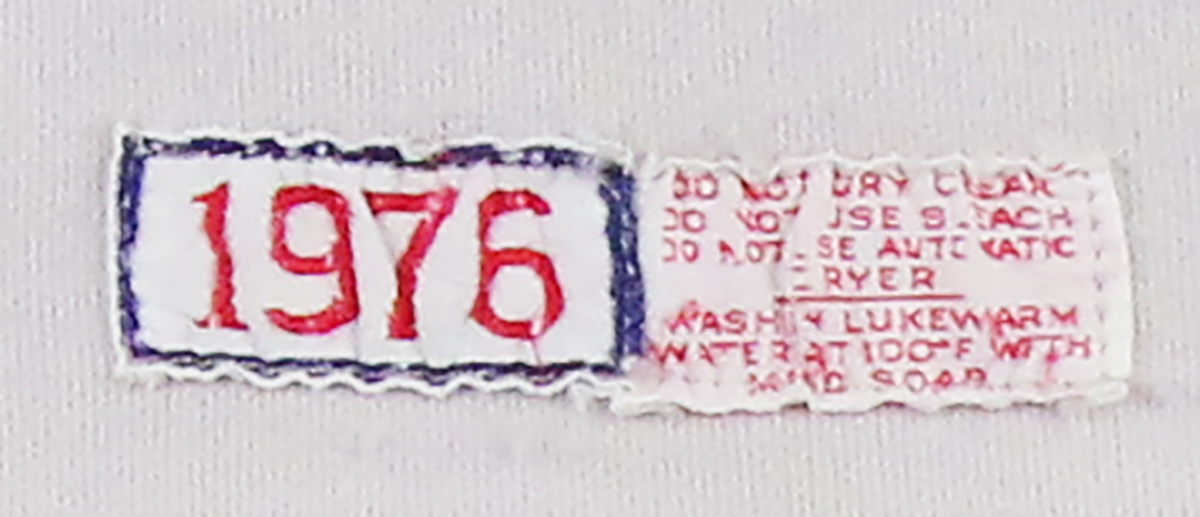 1976
DO NOT DRY CLEAN
DO NOT USE BLEACH
DO NOT USE AUTOMATIC
DRYER
WASH IN LUKEWARM
WATER AT 100°F WITH
MILD SOAP